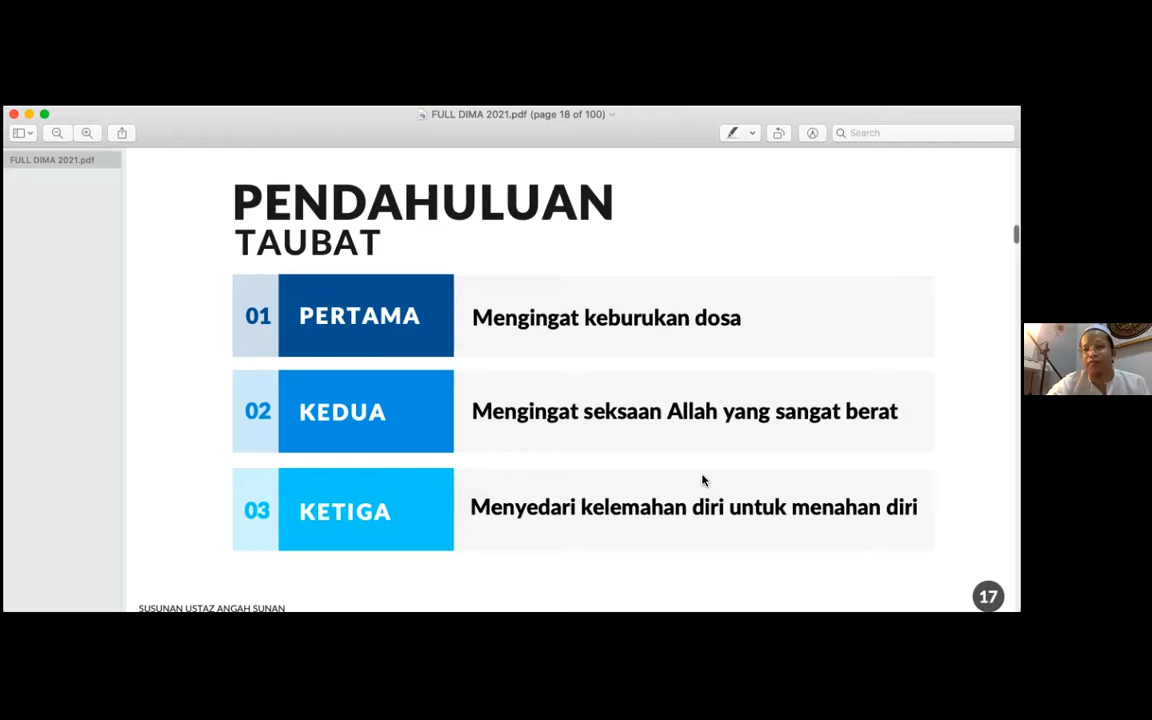 FULL DIMA 2021.pdf (page 18 of 100)
Search
FULL DIMA 2021.pdf
PENDAHULUAN
TAUBAT
01 PERTAMA Mengingat keburukan dosa
02 KEDUA Mengingat seksaan Allah yang sangat berat
03 KETIGA Menyedari kelemahan diri untuk menahan diri
SUSUNAN USTAZ ANGAH SUNAN
17